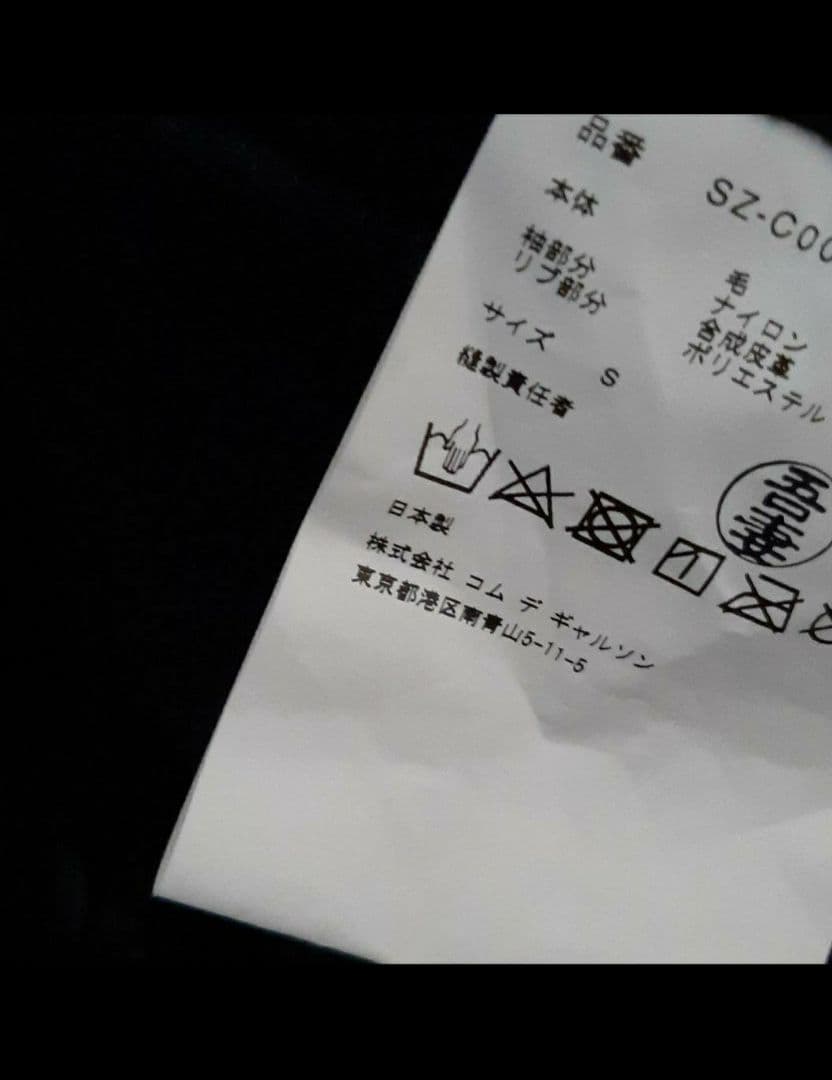 品番 SZ-C00
本体 毛
ナイロン
袖部分 合成皮革
リブ部分 ポリエステル
サイズ S
縫製責任者
吾妻
日本製
株式会社 コム デ ギャルソン
東京都港区南青山5-11-5